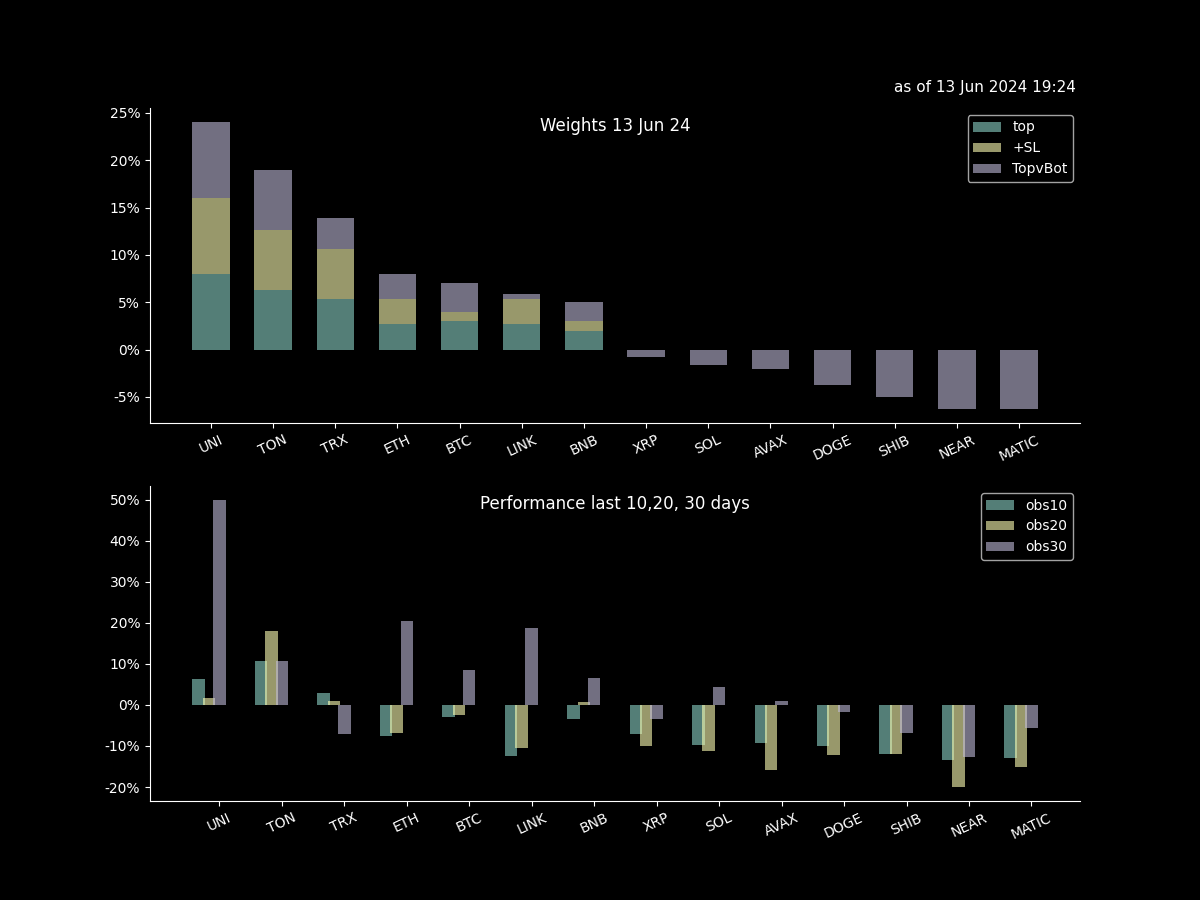 as of 13 Jun 2024 19:24
Weights 13 Jun 24
top
+SL
TopvBot
25%
20%
15%
10%
5%
0%
-5%
UNI TON TRX ETH BTC LINK BNB XRP SOL AVAX DOGE SHIB NEAR MATIC
Performance last 10,20, 30 days
obs10
obs20
obs30
50%
40%
30%
20%
10%
0%
-10%
-20%
UNI TON TRX ETH BTC LINK BNB XRP SOL AVAX DOGE SHIB NEAR MATIC